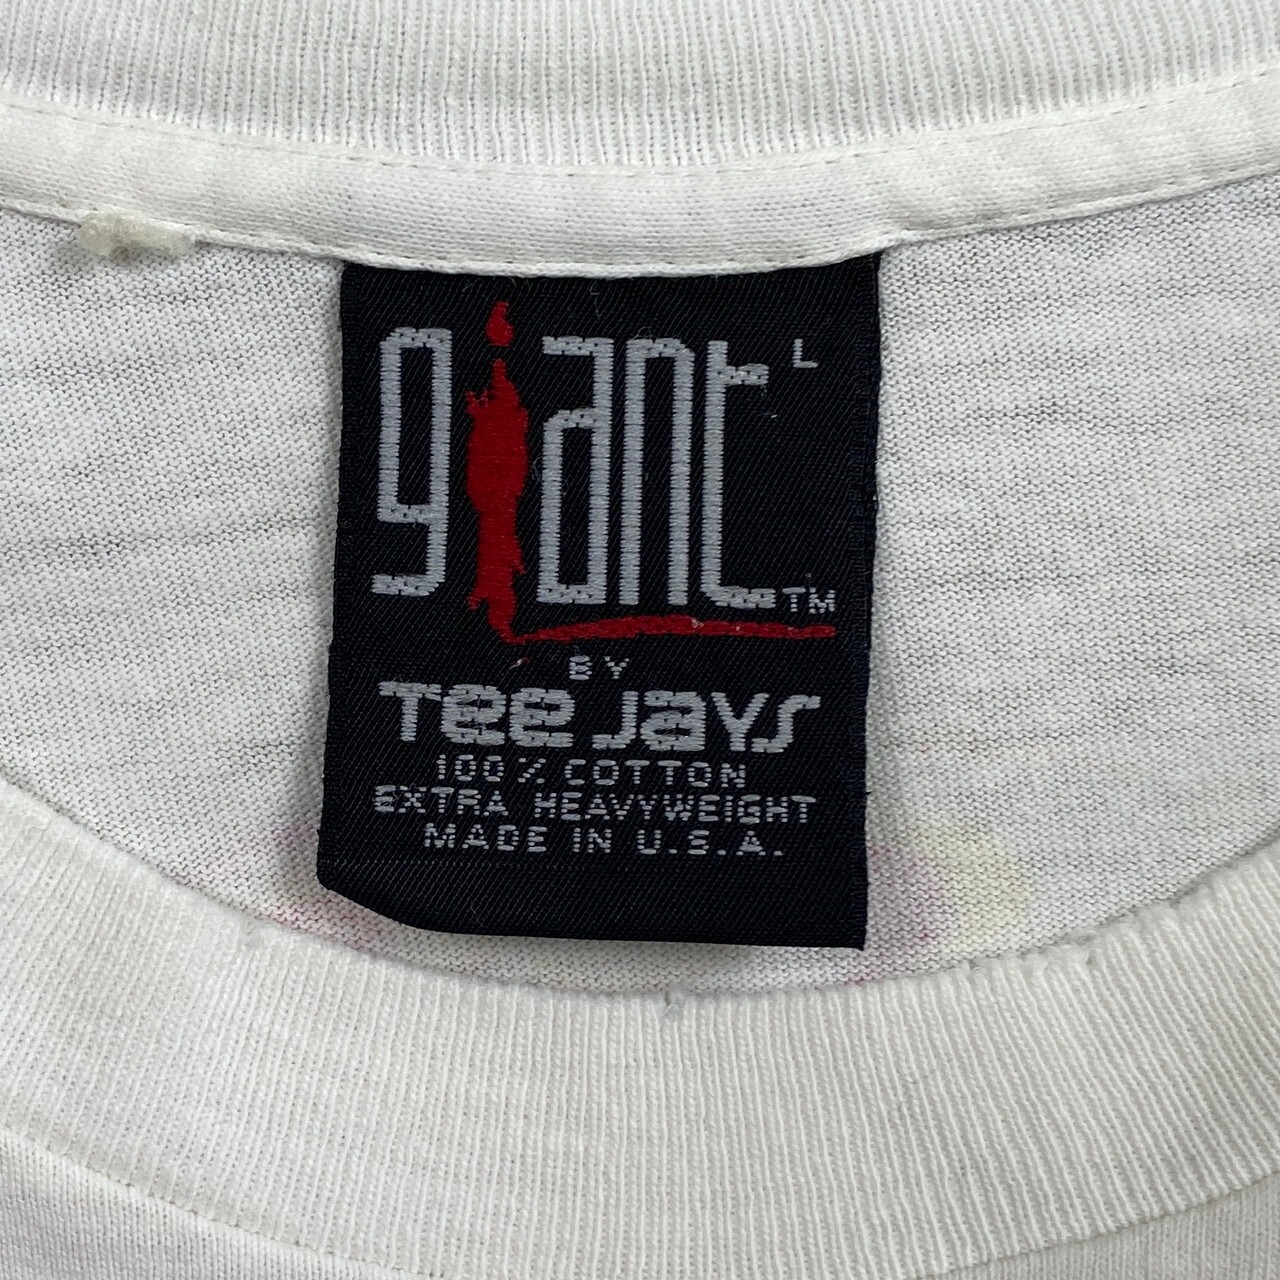 giant L
TM
BY
Tee Jays
100% COTTON
EXTRA HEAVYWEIGHT
MADE IN U.S.A.